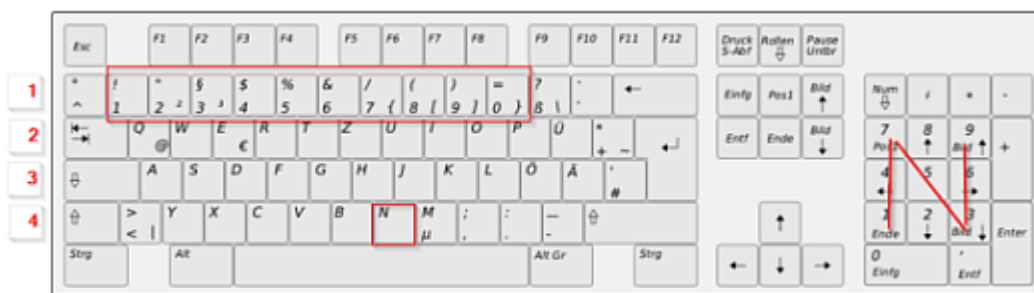 Esc F1 F2 F3 F4 F5 F6 F7 F8 F9 F10 F11 F12 Druck S-Abf Rollen Pause Untbr
1 ° ^ ! 1 " 2 ² § 3 ³ $ 4 % 5 & 6 / 7 { ( 8 [ ) 9 ] = 0 } ? ß \ ` ´ ← Einfg Pos1 Bild ↑ Num / * -
2 Q @ W E € R T Z U I O P Ü * + ~ Entf Ende Bild ↓ 7 Pos1 8 ↑ 9 Bild ↑ +
3 A S D F G H J K L Ö Ä ' # 4 ← 5 6 →
4 > < | Y X C V B N M µ ; , : . _ - ↑ 1 Ende 2 ↓ 3 Bild ↓ Enter
Strg Alt Alt Gr Strg ← ↓ → 0 Einfg , Entf